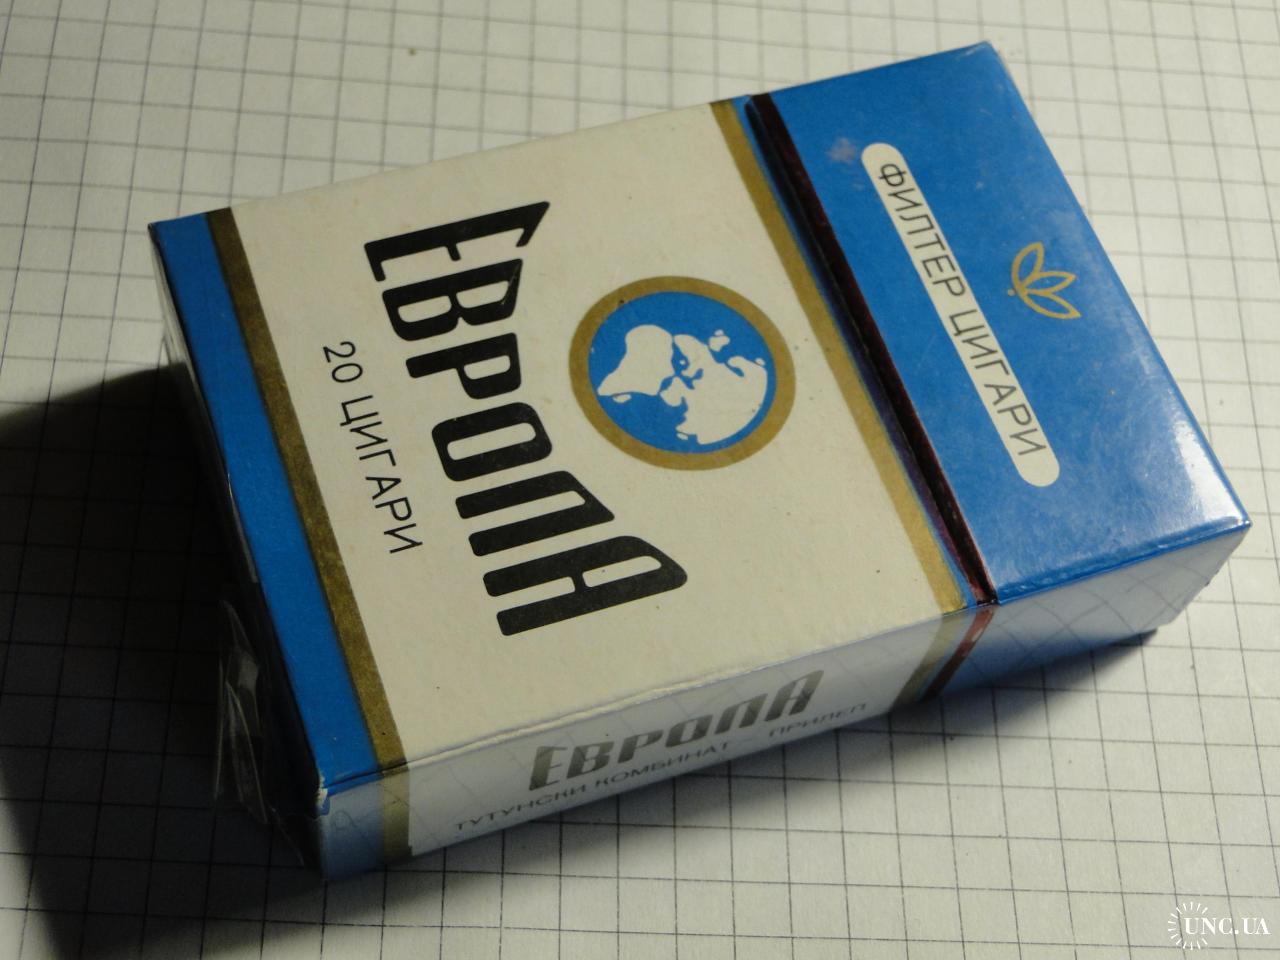 ФИЛТЕР ЦИГАРИ
ЕВРОПА
20 ЦИГАРИ
ЕВРОПА
ТУТУНСКИ КОМБИНАТ - ПРИЛЕП
UNC.UA